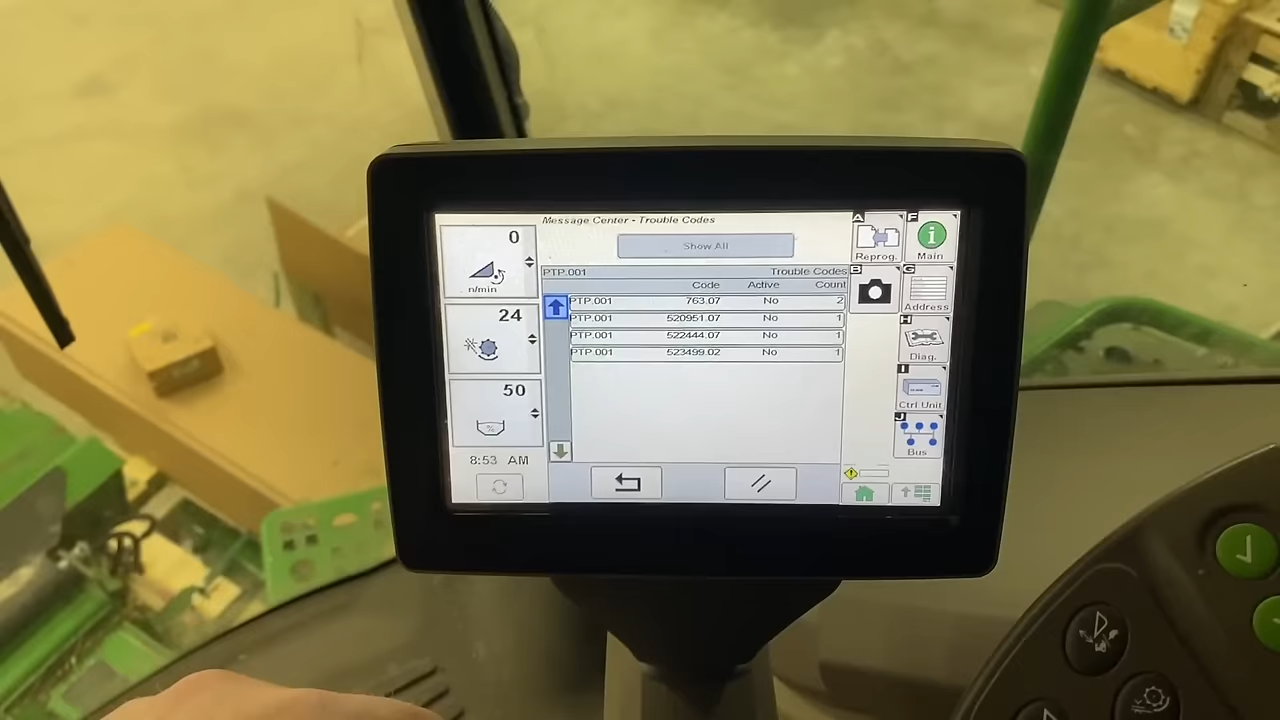 Message Center - Trouble Codes
Show All
PTP.001 Trouble Codes
Code Active Count
PTP.001 763.07 No 2
PTP.001 520951.07 No 1
PTP.001 522444.07 No 1
PTP.001 523499.02 No 1
0
n/min
24
50
%
8:53 AM
A
Reprog.
F
Main
B
G
Address
H
Diag.
I
Ctrl Unit
J
Bus